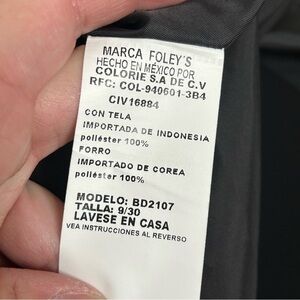 MARCA FOLEY'S
HECHO EN MÉXICO POR
COLORIE S.A DE C.V
RFC: COL-940601-3B4
CIV16884
CON TELA
IMPORTADA DE INDONESIA
poliéster 100%
FORRO
IMPORTADO DE COREA
poliéster 100%
MODELO: BD2107
TALLA: 9/30
LAVESE EN CASA
VEA INSTRUCCIONES AL REVERSO